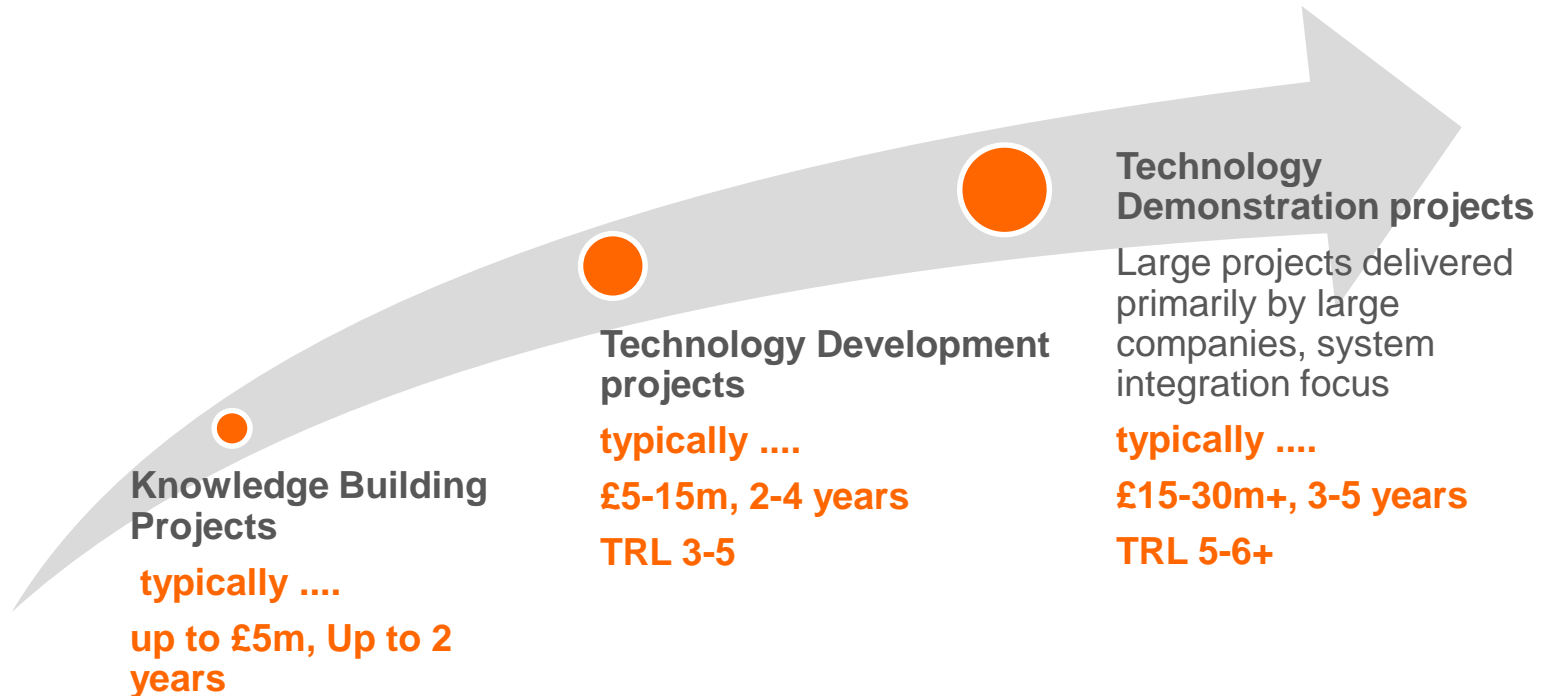 Knowledge Building
Projects
typically ....
up to £5m, Up to 2
years
Technology Development
projects
typically ....
£5-15m, 2-4 years
TRL 3-5
Technology
Demonstration projects
Large projects delivered
primarily by large
companies, system
integration focus
typically ....
£15-30m+, 3-5 years
TRL 5-6+